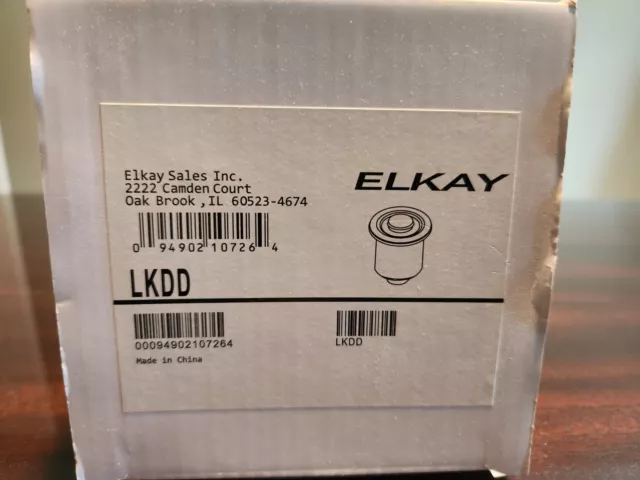 Elkay Sales Inc.
2222 Camden Court
Oak Brook ,IL 60523-4674
ELKAY
0 94902 10726 4
LKDD
00094902107264
LKDD
Made in China